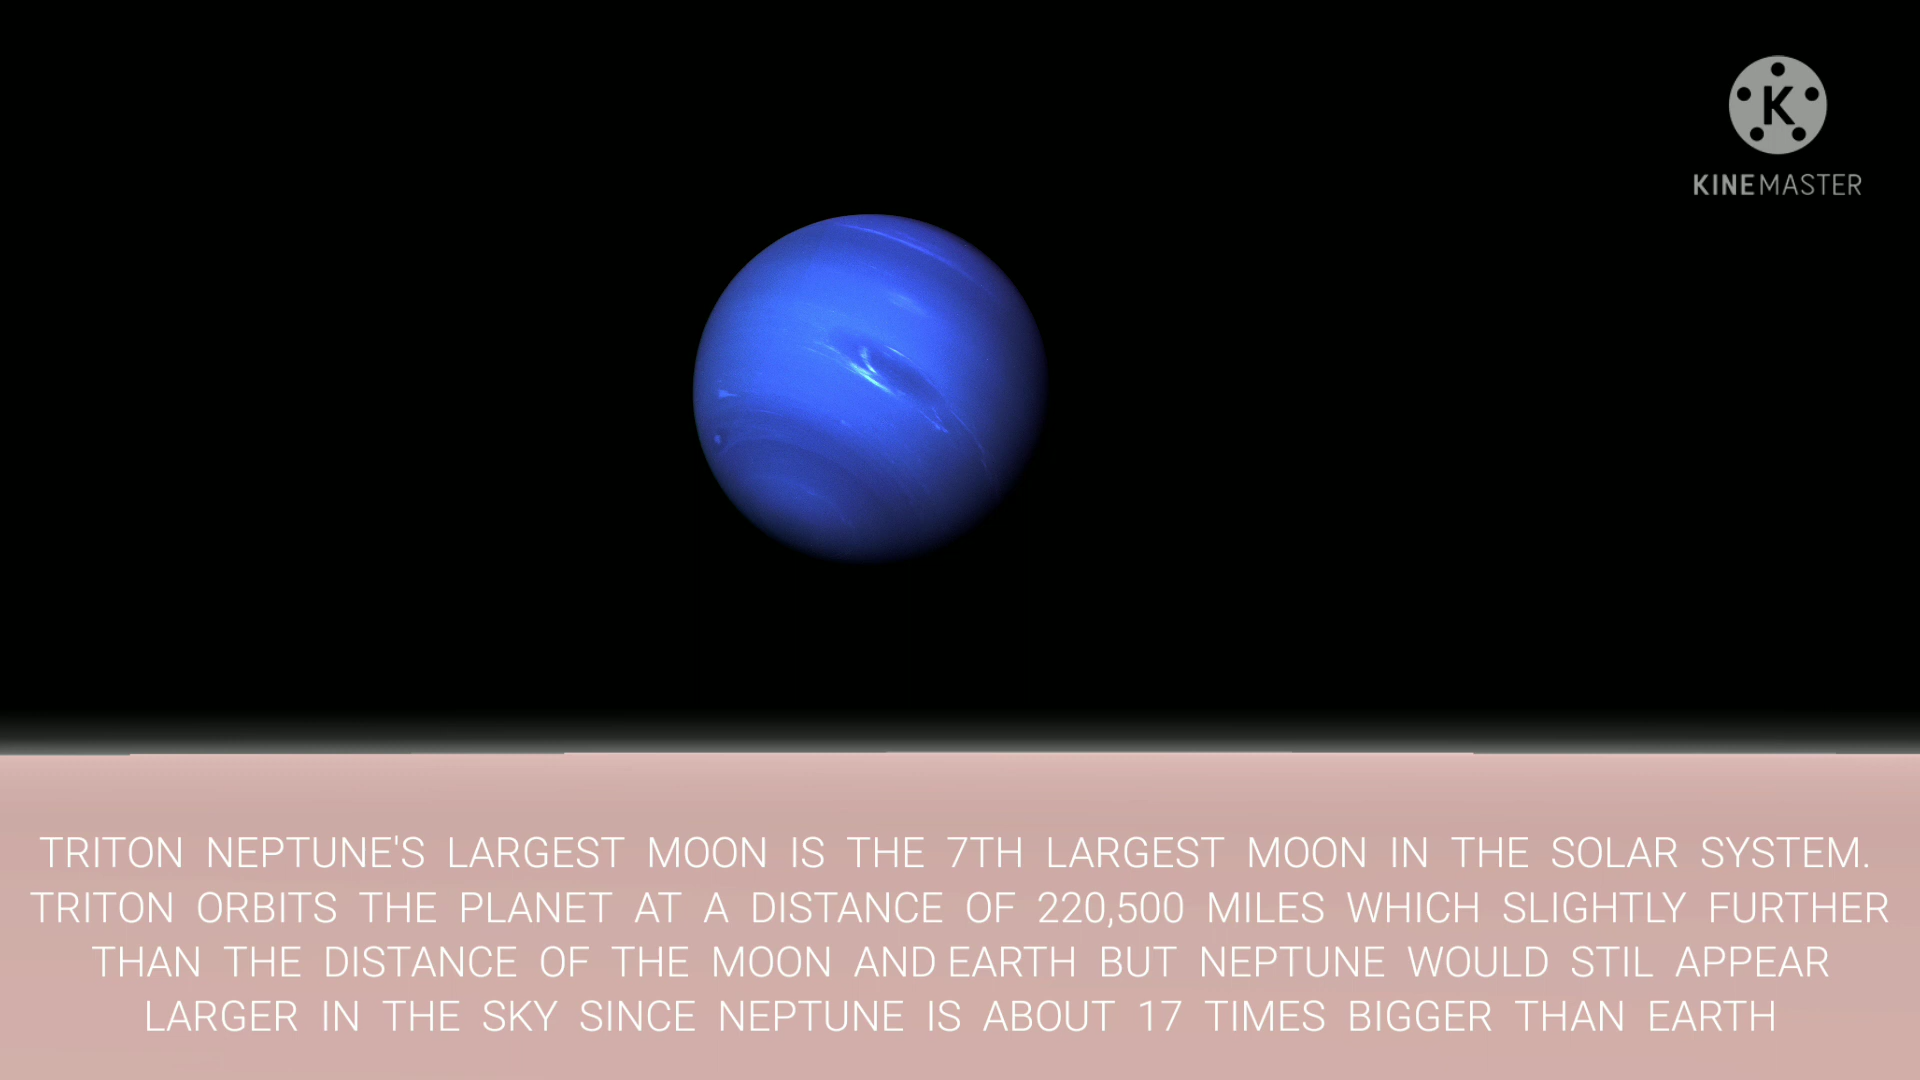 K
KINEMASTER
TRITON NEPTUNE'S LARGEST MOON IS THE 7TH LARGEST MOON IN THE SOLAR SYSTEM.
TRITON ORBITS THE PLANET AT A DISTANCE OF 220,500 MILES WHICH SLIGHTLY FURTHER
THAN THE DISTANCE OF THE MOON AND EARTH BUT NEPTUNE WOULD STIL APPEAR
LARGER IN THE SKY SINCE NEPTUNE IS ABOUT 17 TIMES BIGGER THAN EARTH